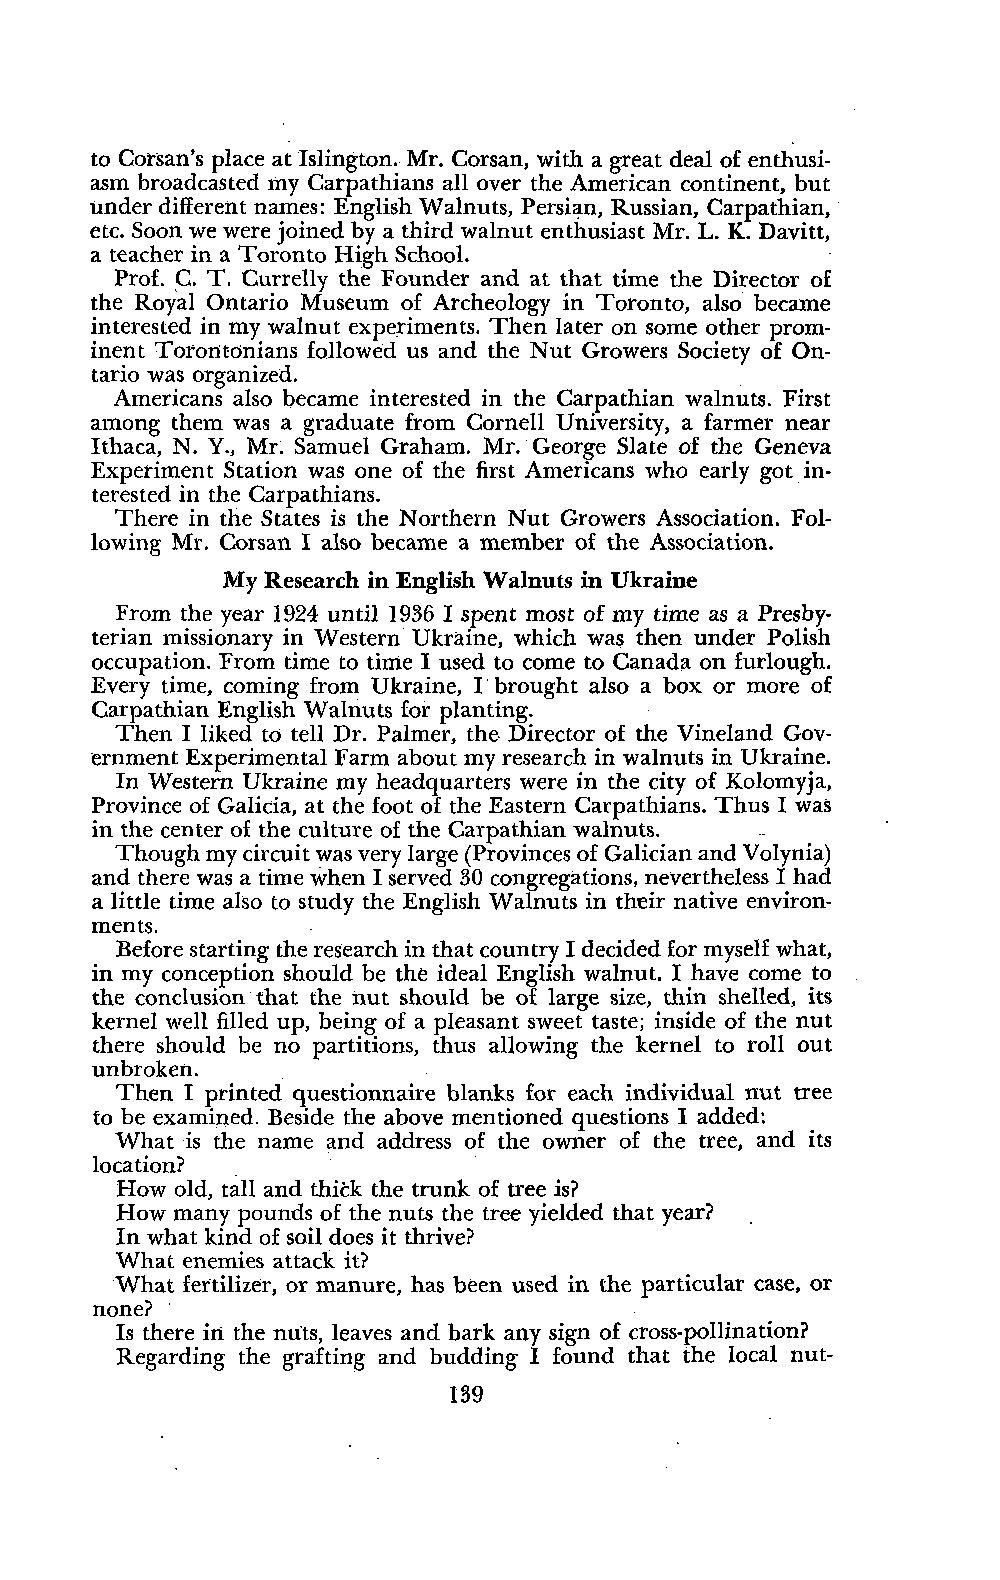 to Corsan's place at Islington. Mr. Corsan, with a great deal of enthusi-
asm broadcasted my Carpathians all over the American continent, but
under different names: English Walnuts, Persian, Russian, Carpathian,
etc. Soon we were joined by a third walnut enthusiast Mr. L. K. Davitt,
a teacher in a Toronto High School.
Prof. C. T. Currelly the Founder and at that time the Director of
the Royal Ontario Museum of Archeology in Toronto, also became
interested in my walnut experiments. Then later on some other prom-
inent Torontonians followed us and the Nut Growers Society of On-
tario was organized.
Americans also became interested in the Carpathian walnuts. First
among them was a graduate from Cornell University, a farmer near
Ithaca, N. Y., Mr. Samuel Graham. Mr. George Slate of the Geneva
Experiment Station was one of the first Americans who early got in-
terested in the Carpathians.
There in the States is the Northern Nut Growers Association. Fol-
lowing Mr. Corsan I also became a member of the Association.
My Research in English Walnuts in Ukraine
From the year 1924 until 1936 I spent most of my time as a Presby-
terian missionary in Western Ukraine, which was then under Polish
occupation. From time to time I used to come to Canada on furlough.
Every time, coming from Ukraine, I brought also a box or more of
Carpathian English Walnuts for planting.
Then I liked to tell Dr. Palmer, the Director of the Vineland Gov-
ernment Experimental Farm about my research in walnuts in Ukraine.
In Western Ukraine my headquarters were in the city of Kolomyja,
Province of Galicia, at the foot of the Eastern Carpathians. Thus I was
in the center of the culture of the Carpathian walnuts.
Though my circuit was very large (Provinces of Galician and Volynia)
and there was a time when I served 30 congregations, nevertheless I had
a little time also to study the English Walnuts in their native environ-
ments.
Before starting the research in that country I decided for myself what,
in my conception should be the ideal English walnut. I have come to
the conclusion that the nut should be of large size, thin shelled, its
kernel well filled up, being of a pleasant sweet taste; inside of the nut
there should be no partitions, thus allowing the kernel to roll out
unbroken.
Then I printed questionnaire blanks for each individual nut tree
to be examined. Beside the above mentioned questions I added:
What is the name and address of the owner of the tree, and its
location?
How old, tall and thick the trunk of tree is?
How many pounds of the nuts the tree yielded that year?
In what kind of soil does it thrive?
What enemies attack it?
What fertilizer, or manure, has been used in the particular case, or
none?
Is there in the nuts, leaves and bark any sign of cross-pollination?
Regarding the grafting and budding I found that the local nut-
139